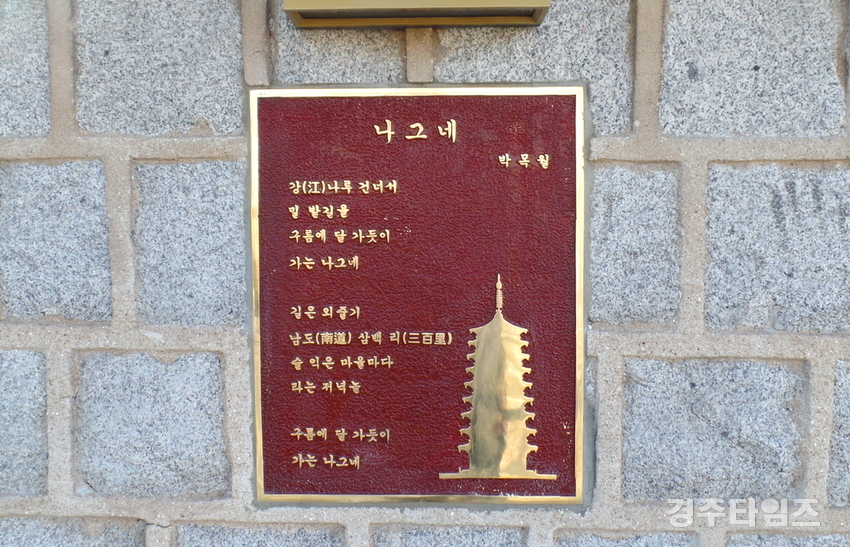 나그네
박목월
강(江)나루 건너서
밀 밭길을
구름에 달 가듯이
가는 나그네
길은 외줄기
남도(南道) 삼백 리(三百里)
술 익은 마을마다
타는 저녁놀
구름에 달 가듯이
가는 나그네
경주타임즈